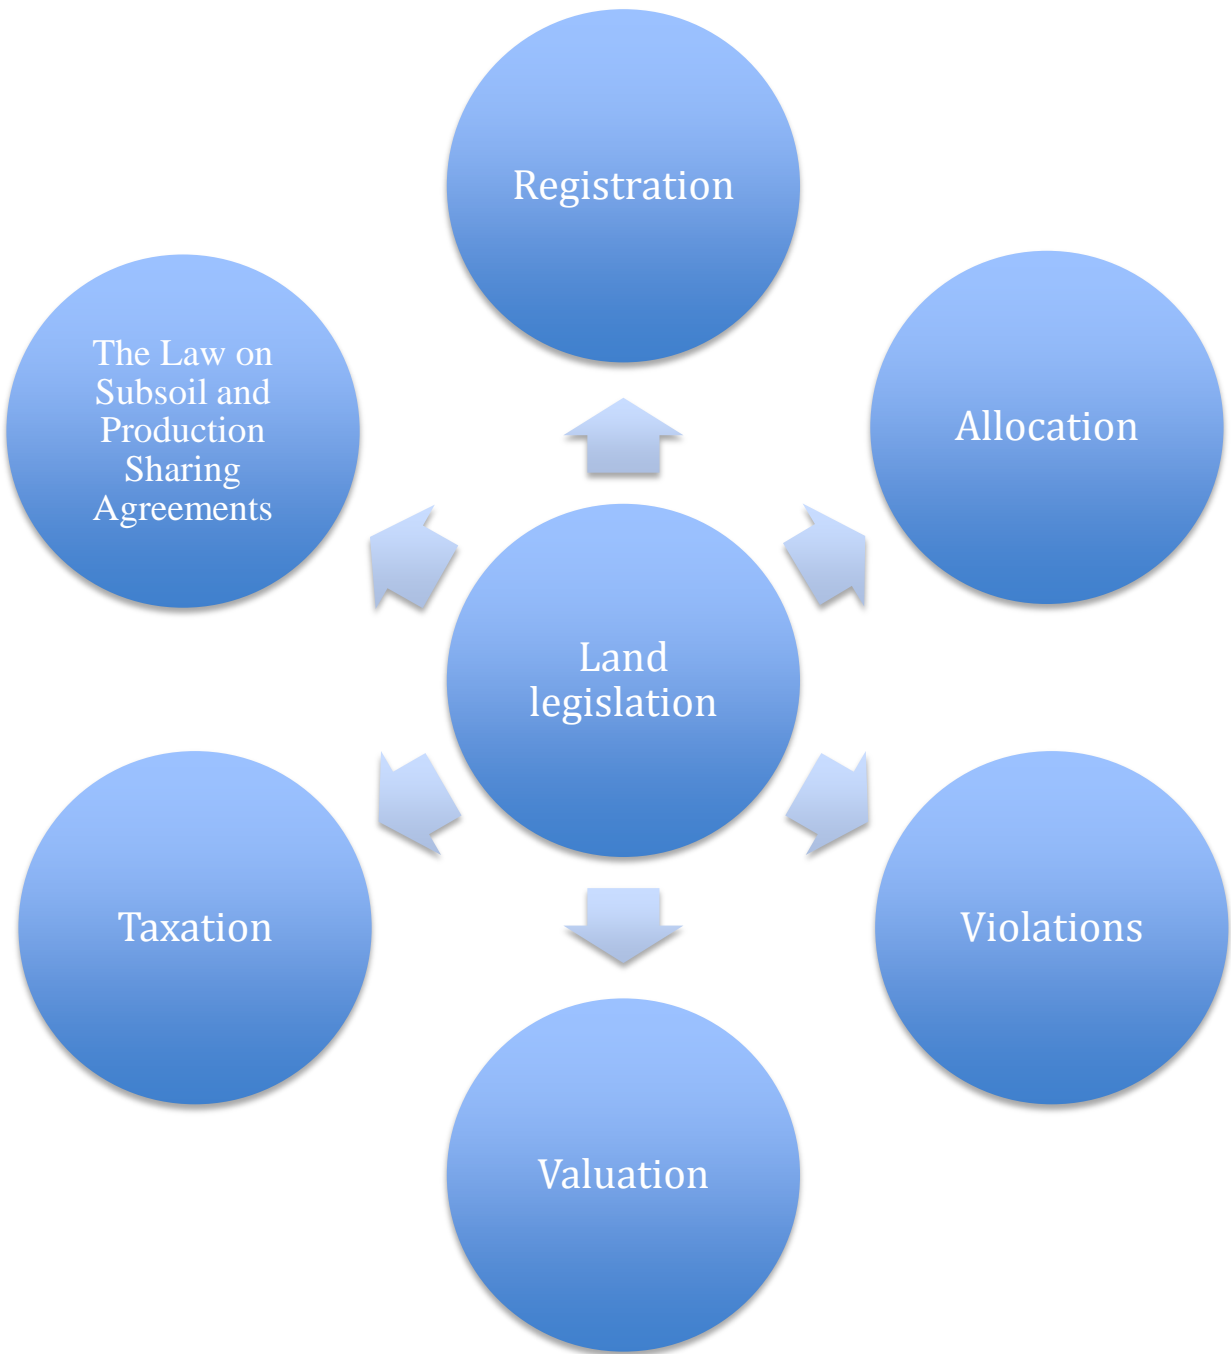 Registration
The Law on
Subsoil and
Production
Sharing
Agreements
Allocation
Land
legislation
Taxation
Violations
Valuation